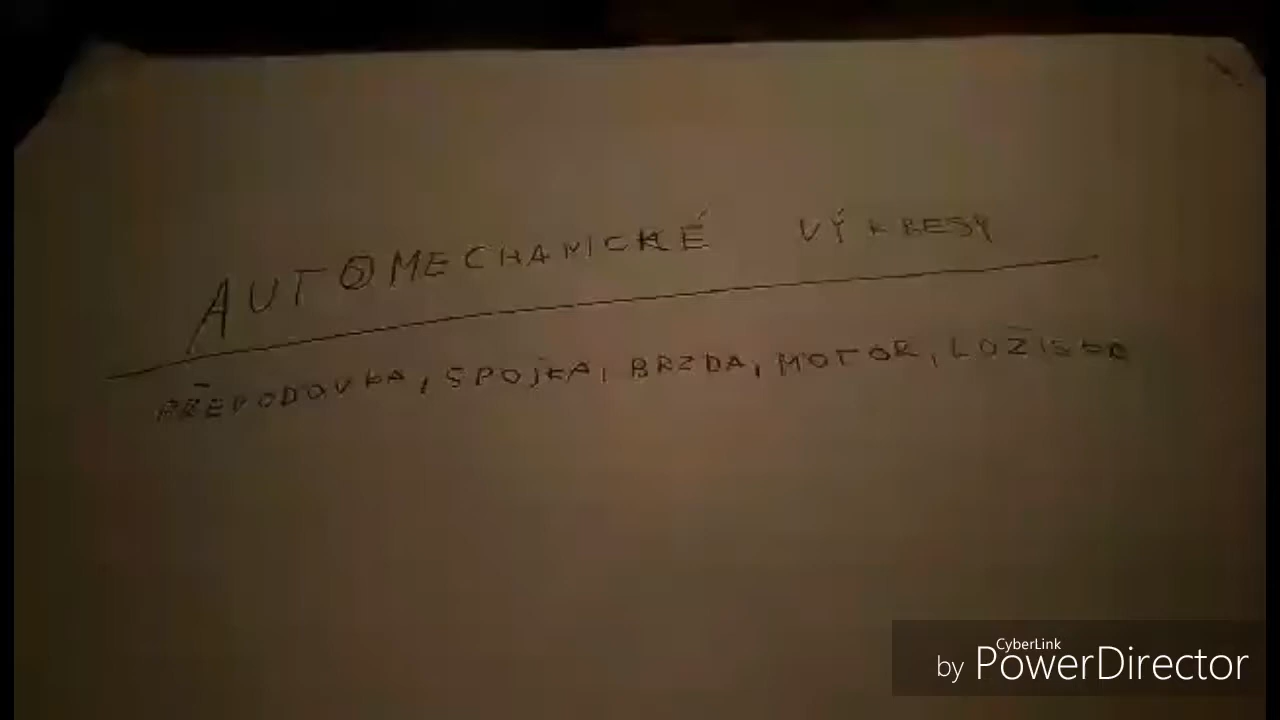 AUTOMECHANICKÉ VÝKRESY
PŘEVODOVKA, SPOJKA, BRZDA, MOTOR, LOŽISKO
CyberLink
by PowerDirector